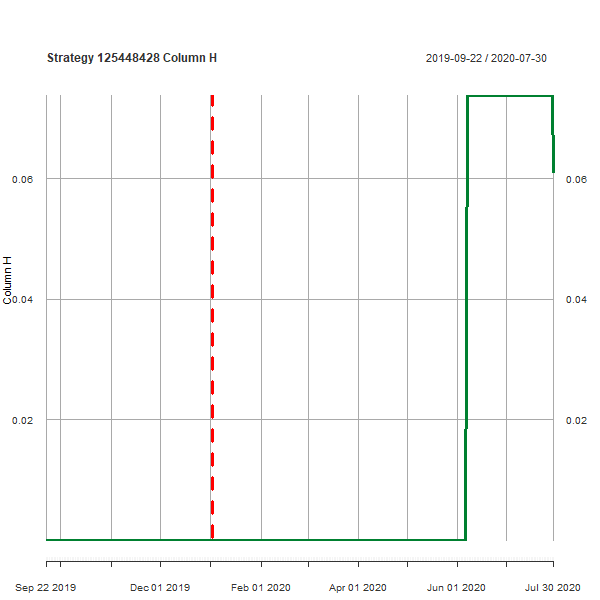 Strategy 125448428 Column H
2019-09-22 / 2020-07-30
0.06
0.06
Column H
0.04
0.04
0.02
0.02
Sep 22 2019
Dec 01 2019
Feb 01 2020
Apr 01 2020
Jun 01 2020
Jul 30 2020